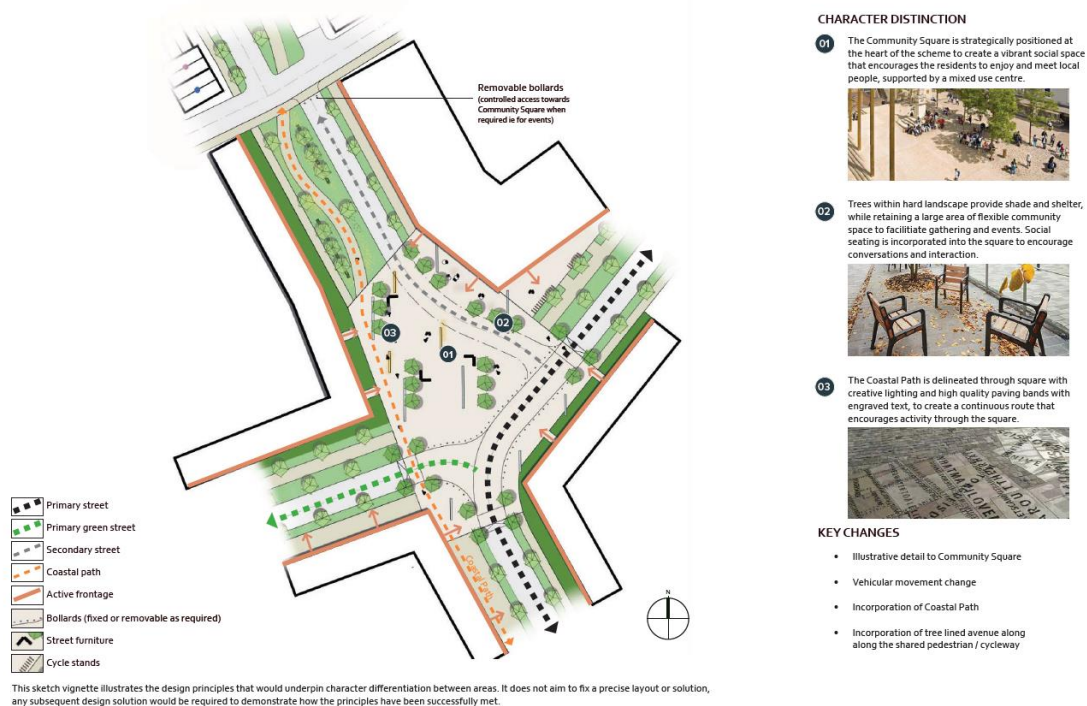 Removable bollards
(controlled access towards
Community Square when
required ie for events)
03
02
01
Coastal Path
N
Primary street
Primary green street
Secondary street
Coastal path
Active frontage
Bollards (fixed or removable as required)
Street furniture
Cycle stands
This sketch vignette illustrates the design principles that would underpin character differentiation between areas. It does not aim to fix a precise layout or solution,
any subsequent design solution would be required to demonstrate how the principles have been successfully met.
CHARACTER DISTINCTION
01
The Community Square is strategically positioned at
the heart of the scheme to create a vibrant social space
that encourages the residents to enjoy and meet local
people, supported by a mixed use centre.
02
Trees within hard landscape provide shade and shelter,
while retaining a large area of flexible community
space to facilitiate gathering and events. Social
seating is incorporated into the square to encourage
conversations and interaction.
03
The Coastal Path is delineated through square with
creative lighting and high quality paving bands with
engraved text, to create a continuous route that
encourages activity through the square.
KEY CHANGES
• Illustrative detail to Community Square
• Vehicular movement change
• Incorporation of Coastal Path
• Incorporation of tree lined avenue along
along the shared pedestrian / cycleway